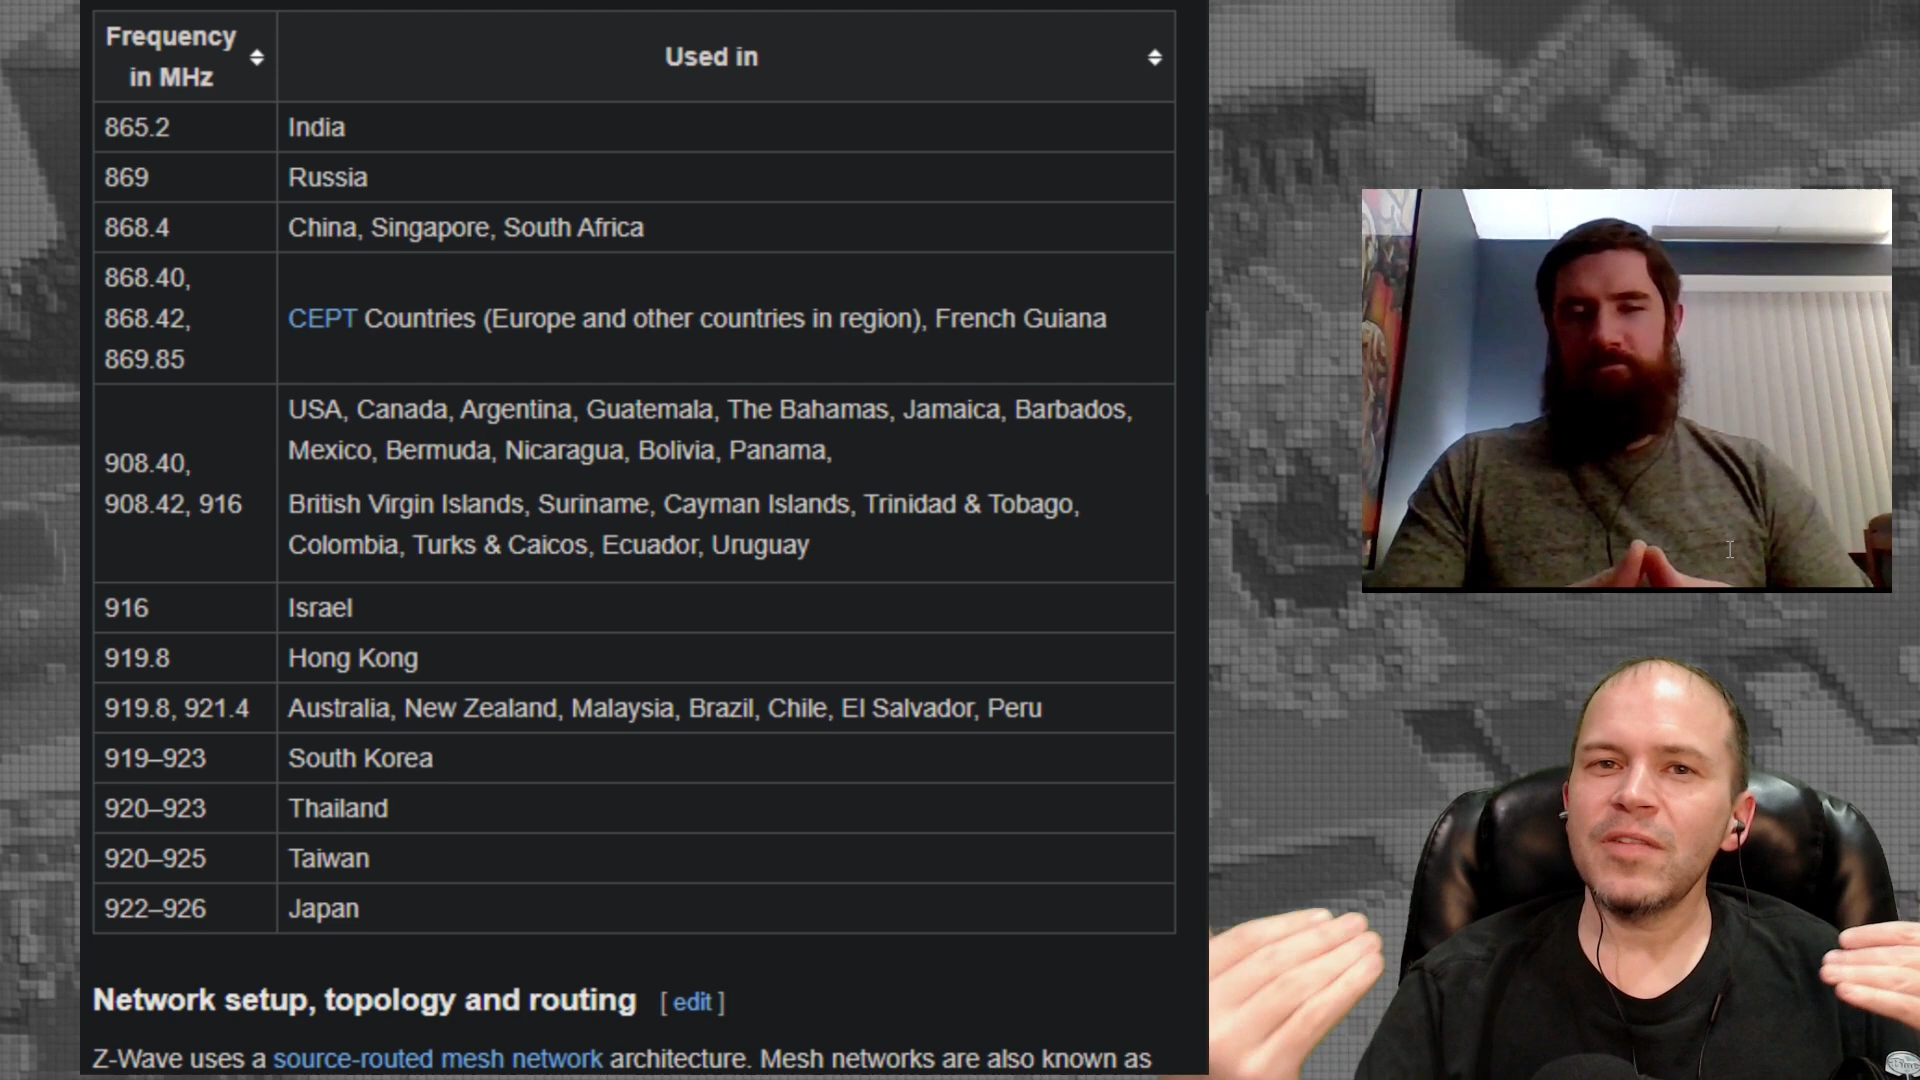 Frequency
in MHz
Used in
865.2
India
869
Russia
868.4
China, Singapore, South Africa
868.40,
868.42,
869.85
CEPT Countries (Europe and other countries in region), French Guiana
908.40,
908.42, 916
USA, Canada, Argentina, Guatemala, The Bahamas, Jamaica, Barbados,
Mexico, Bermuda, Nicaragua, Bolivia, Panama,
British Virgin Islands, Suriname, Cayman Islands, Trinidad & Tobago,
Colombia, Turks & Caicos, Ecuador, Uruguay
916
Israel
919.8
Hong Kong
919.8, 921.4
Australia, New Zealand, Malaysia, Brazil, Chile, El Salvador, Peru
919–923
South Korea
920–923
Thailand
920–925
Taiwan
922–926
Japan
Network setup, topology and routing [ edit ]
Z-Wave uses a source-routed mesh network architecture. Mesh networks are also known as